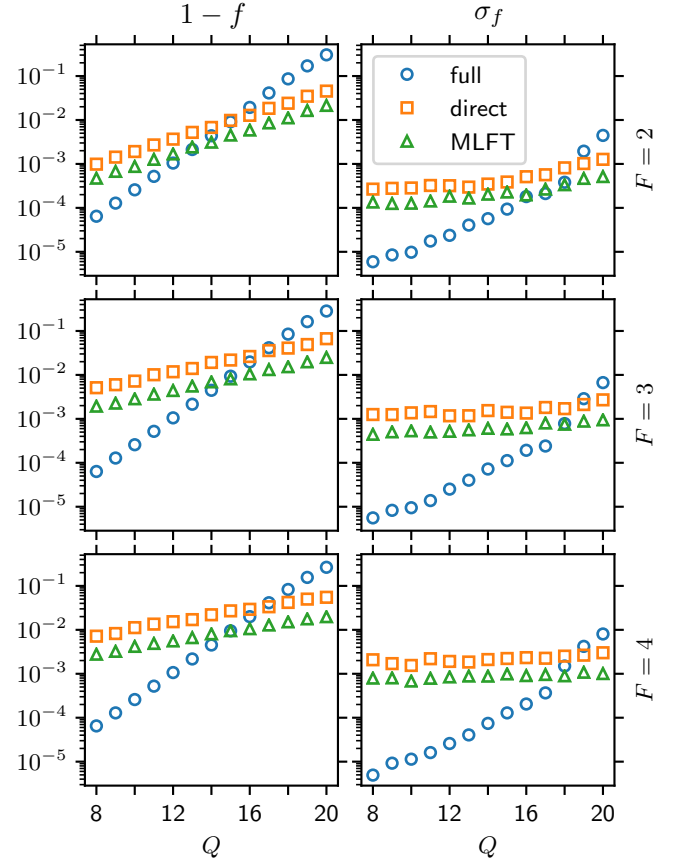 1 − f
σ_f
10⁻¹
10⁻²
10⁻³
10⁻⁴
10⁻⁵
full
direct
MLFT
F = 2
10⁻¹
10⁻²
10⁻³
10⁻⁴
10⁻⁵
F = 3
10⁻¹
10⁻²
10⁻³
10⁻⁴
10⁻⁵
F = 4
8 12 16 20
8 12 16 20
Q
Q